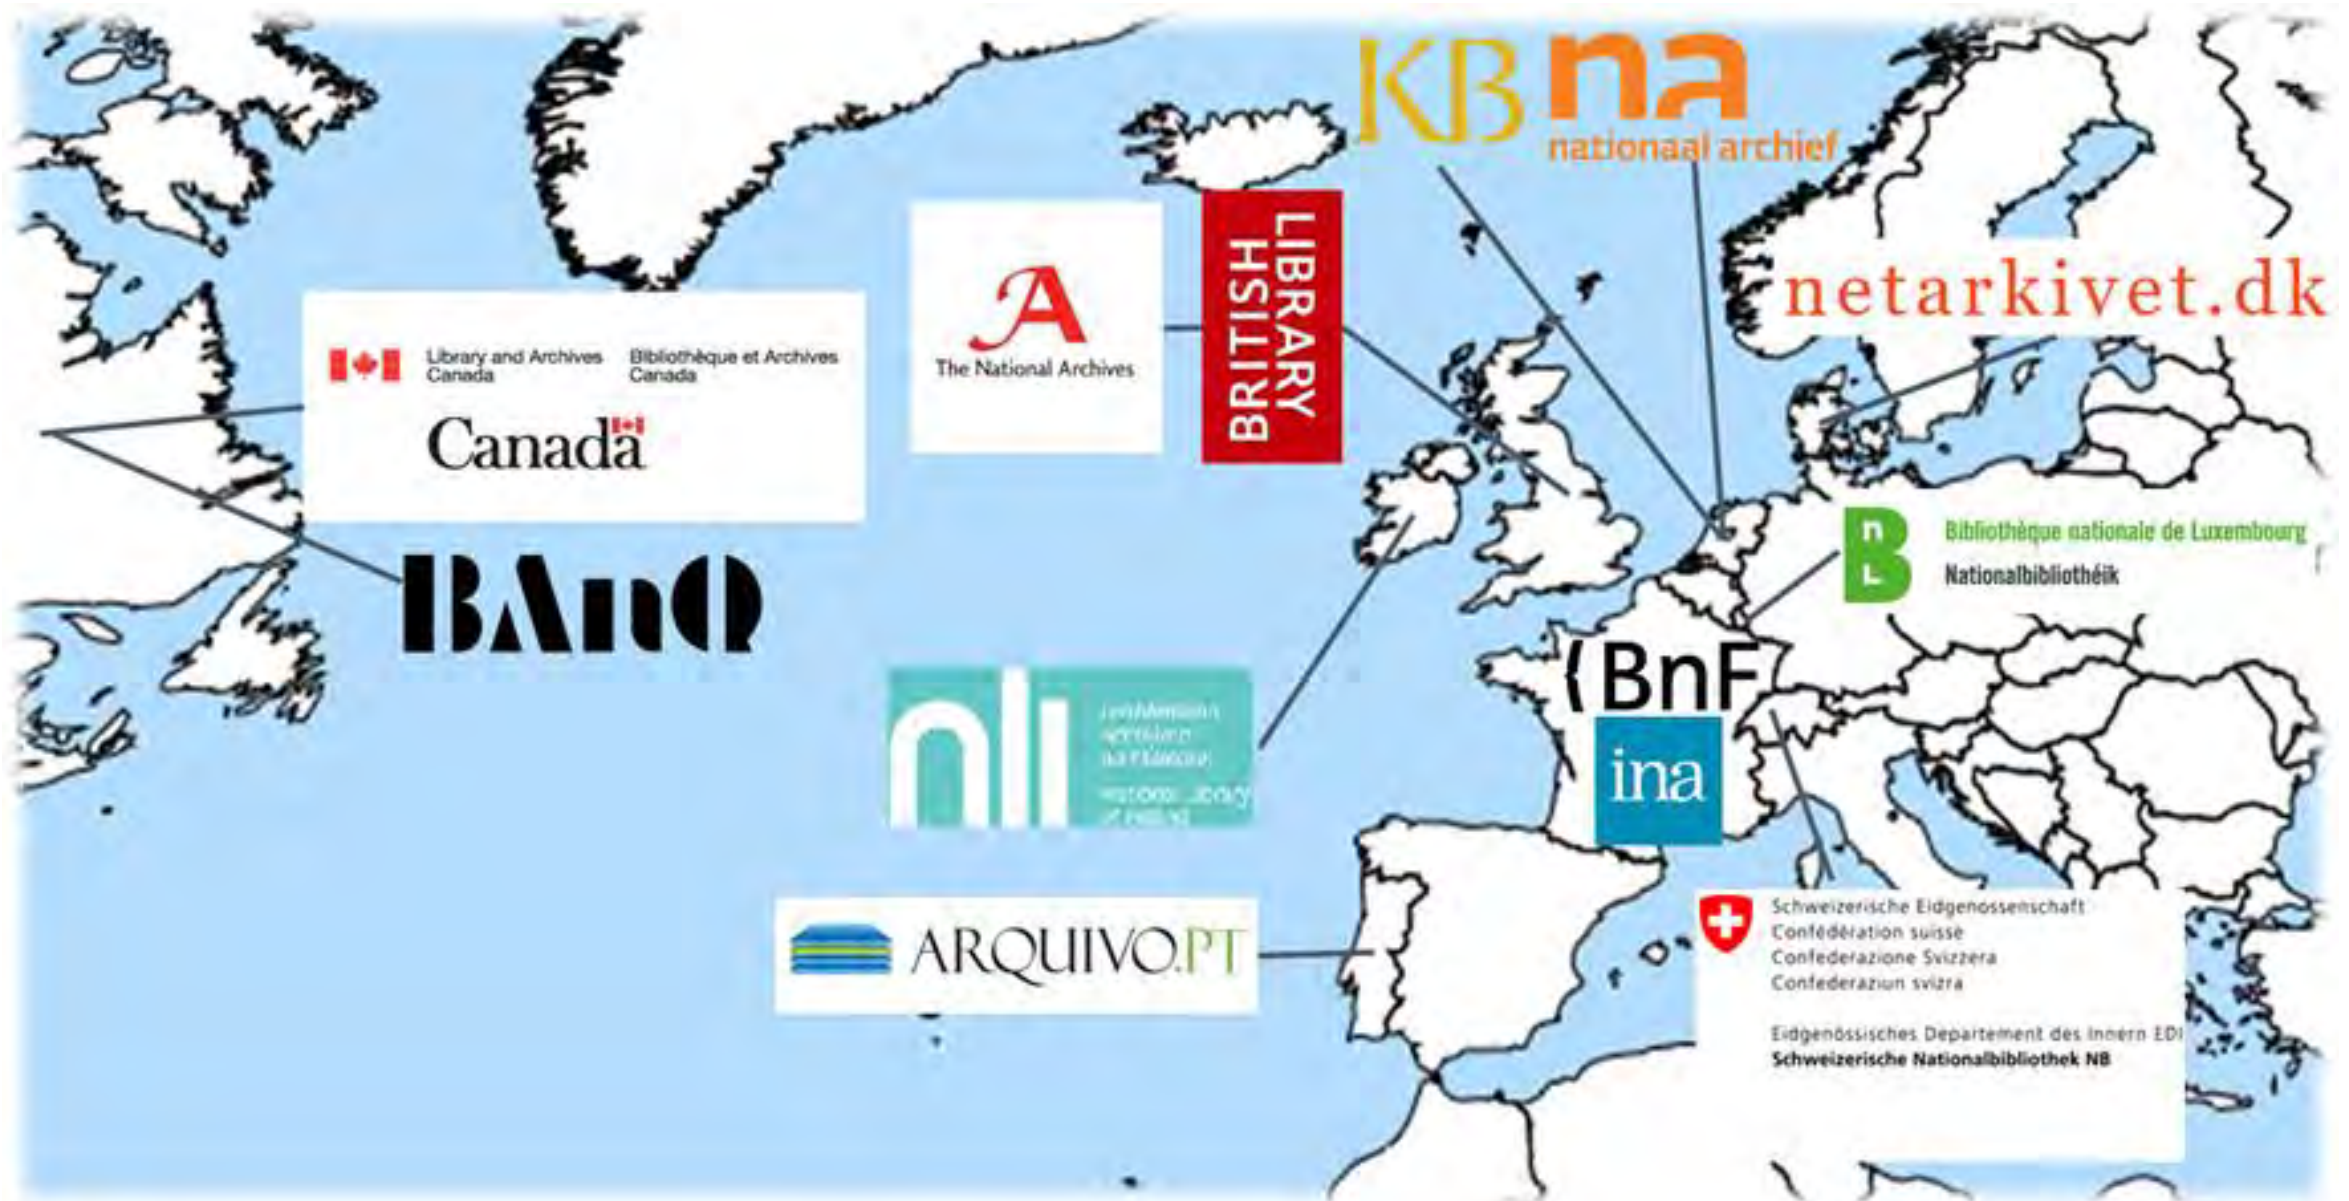 KB
na
nationaal archief
LIBRARY
BRITISH
A
The National Archives
netarkivet.dk
Library and Archives
Canada
Bibliothèque et Archives
Canada
Canada
BAnQ
n
B
L
Bibliothèque nationale de Luxembourg
Nationalbibliothéik
{BnF
ina
nli
ARQUIVO.PT
Schweizerische Eidgenossenschaft
Confédération suisse
Confederazione Svizzera
Confederaziun svizra
Eidgenössisches Departement des Innern EDI
Schweizerische Nationalbibliothek NB